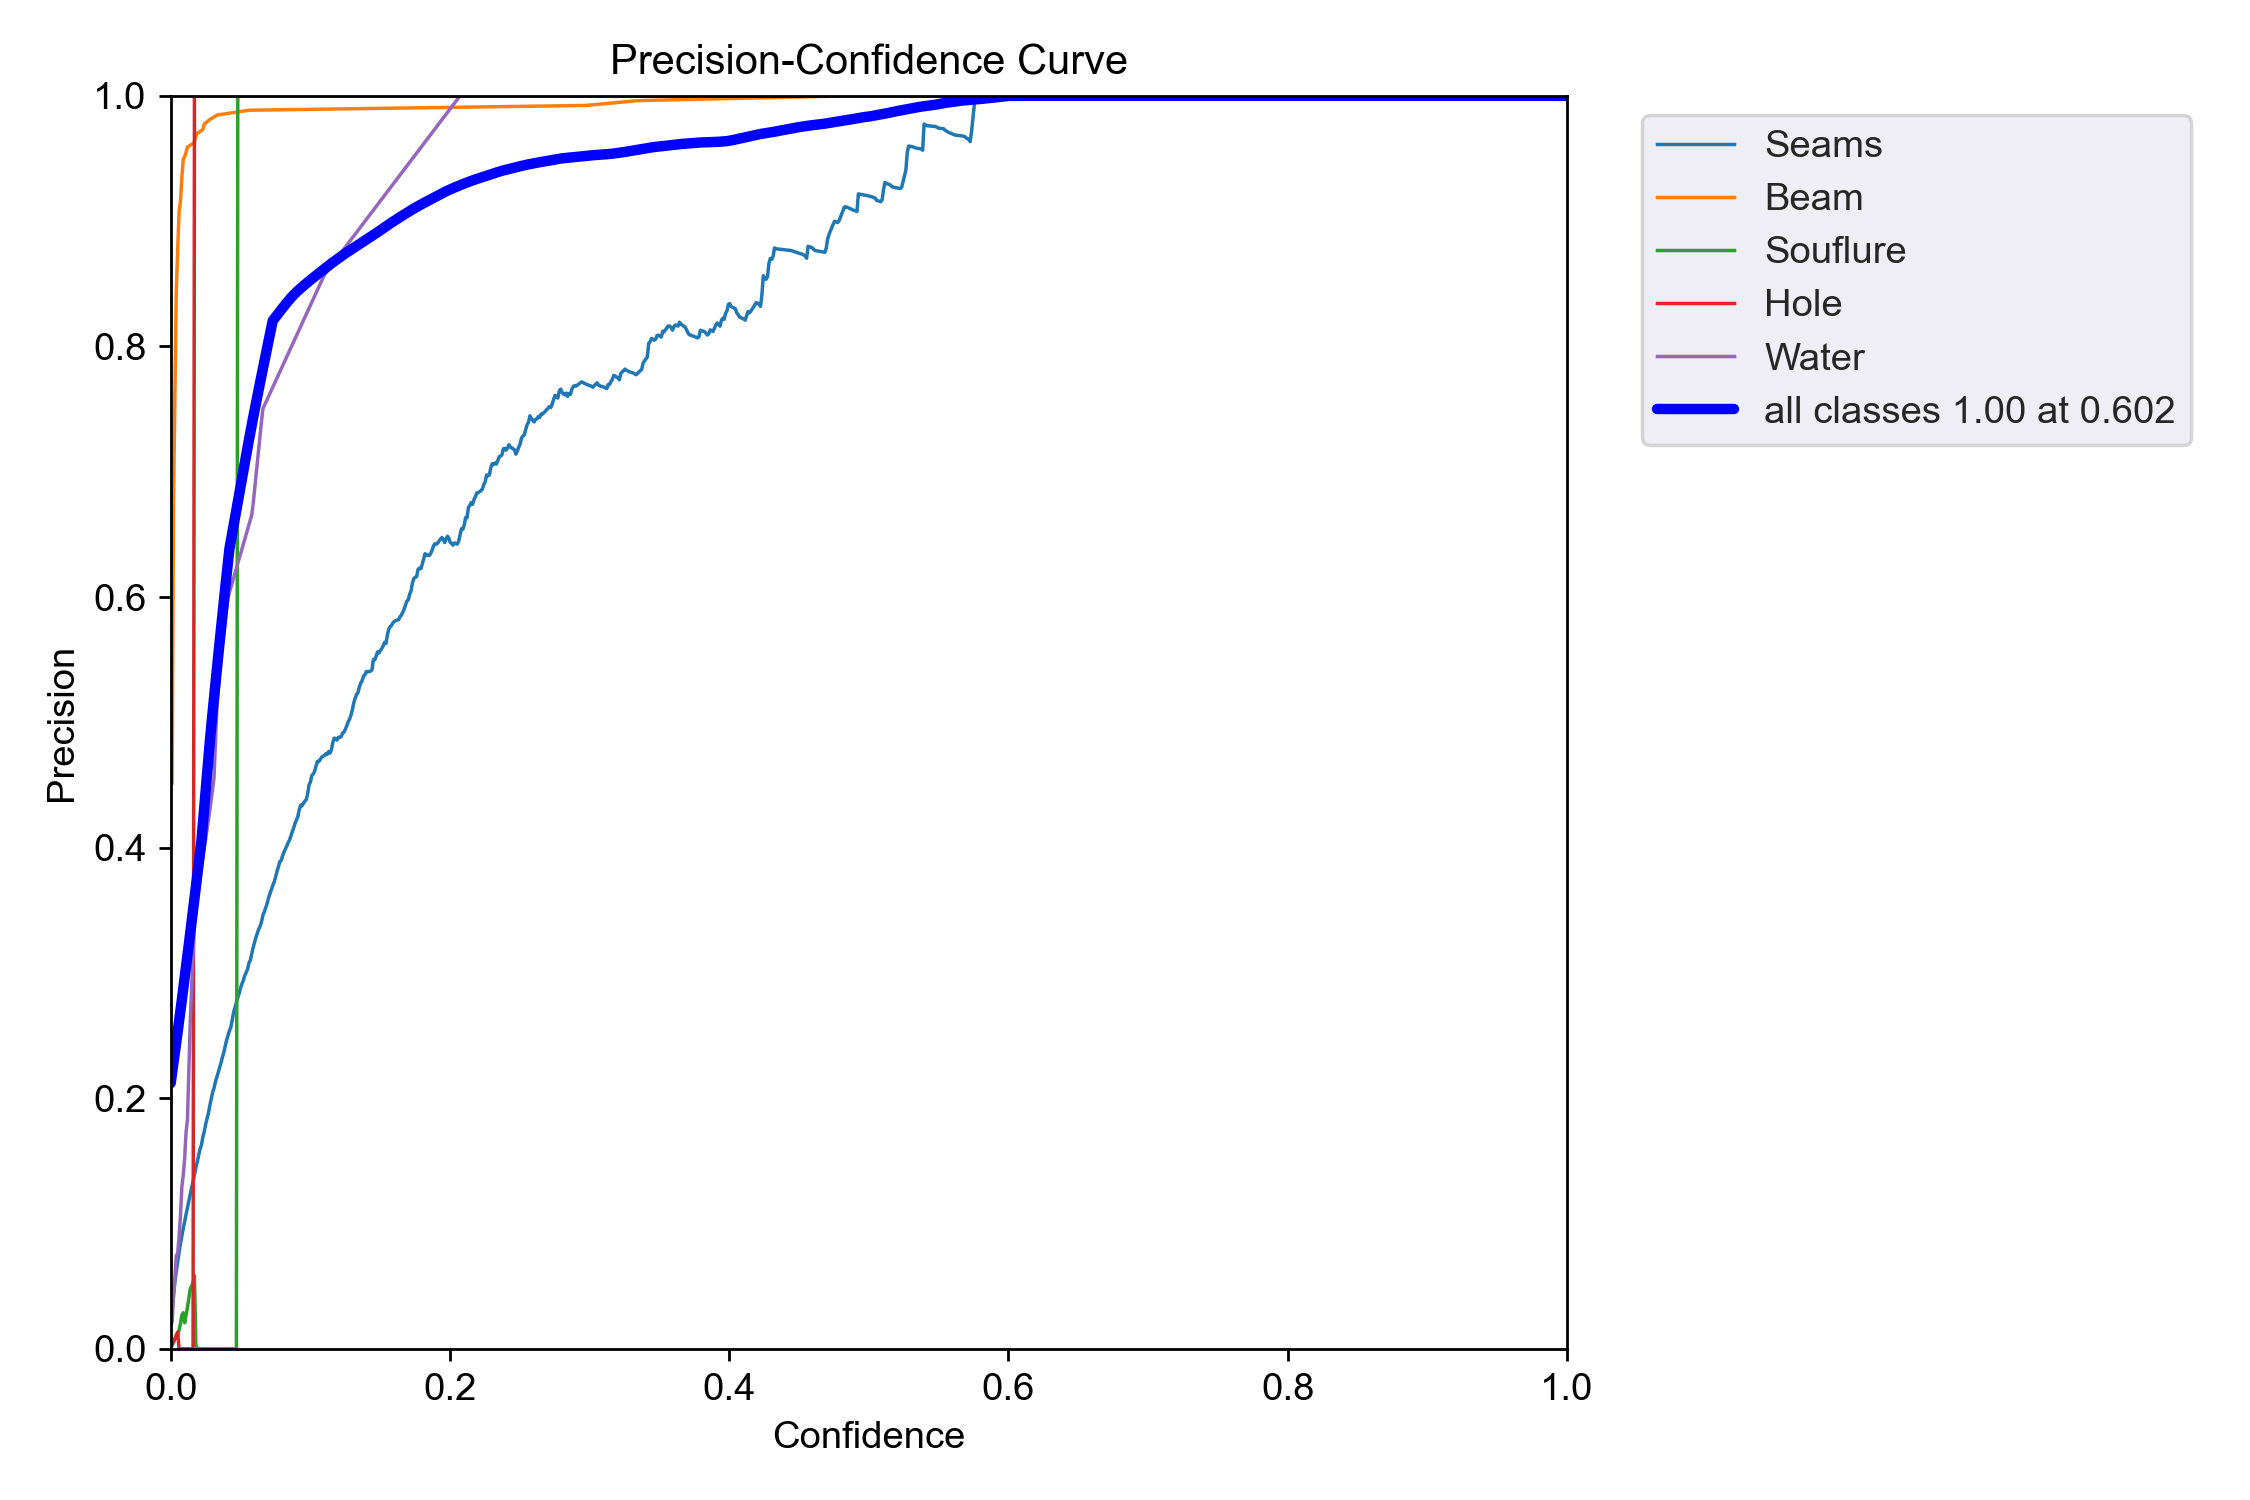 Precision-Confidence Curve
1.0
0.8
0.6
0.4
0.2
0.0
Precision
0.0 0.2 0.4 0.6 0.8 1.0
Confidence
Seams
Beam
Souflure
Hole
Water
all classes 1.00 at 0.602